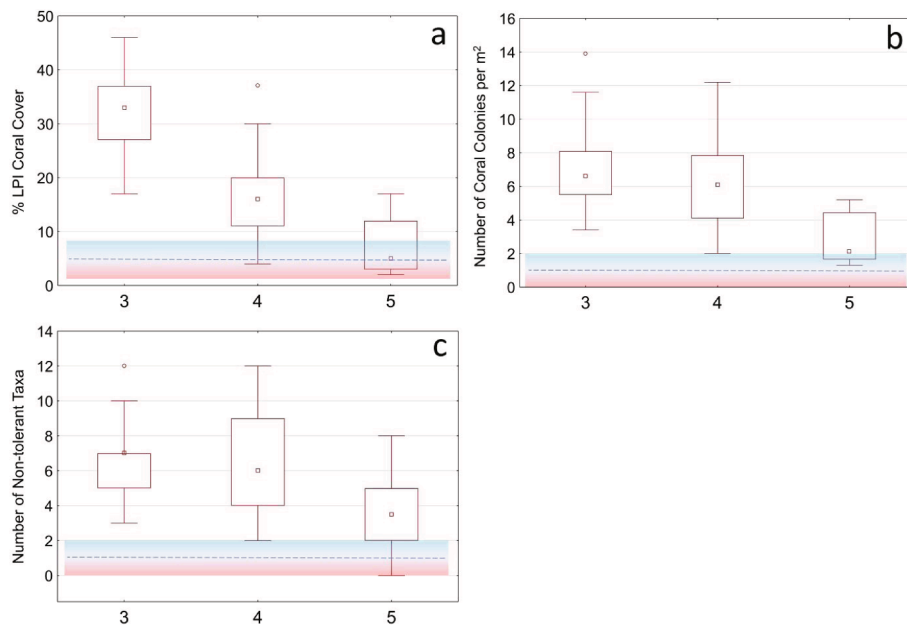 a
% LPI Coral Cover
50
40
30
20
10
0
3 4 5
b
Number of Coral Colonies per m²
16
14
12
10
8
6
4
2
0
3 4 5
c
Number of Non-tolerant Taxa
14
12
10
8
6
4
2
0
3 4 5